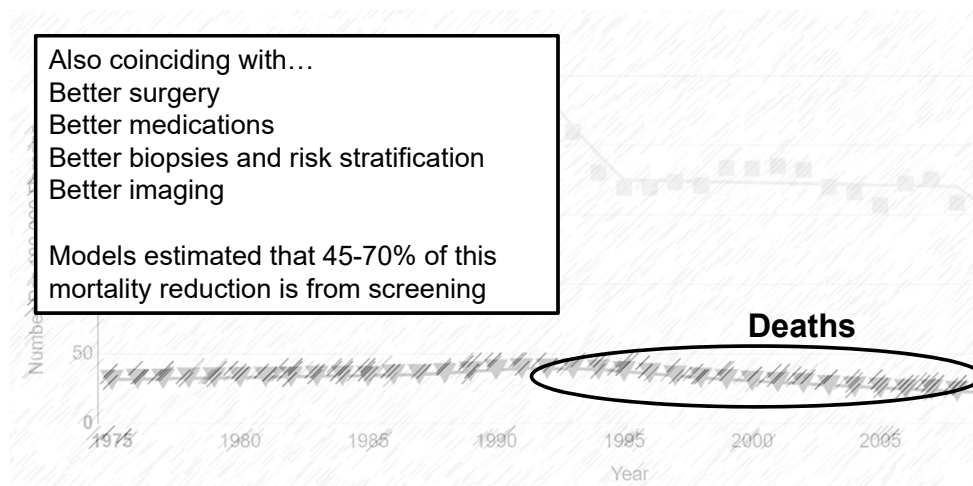 Also coinciding with…
Better surgery
Better medications
Better biopsies and risk stratification
Better imaging
Models estimated that 45-70% of this
mortality reduction is from screening
Deaths
50
0
1975 1980 1985 1990 1995 2000 2005
Year